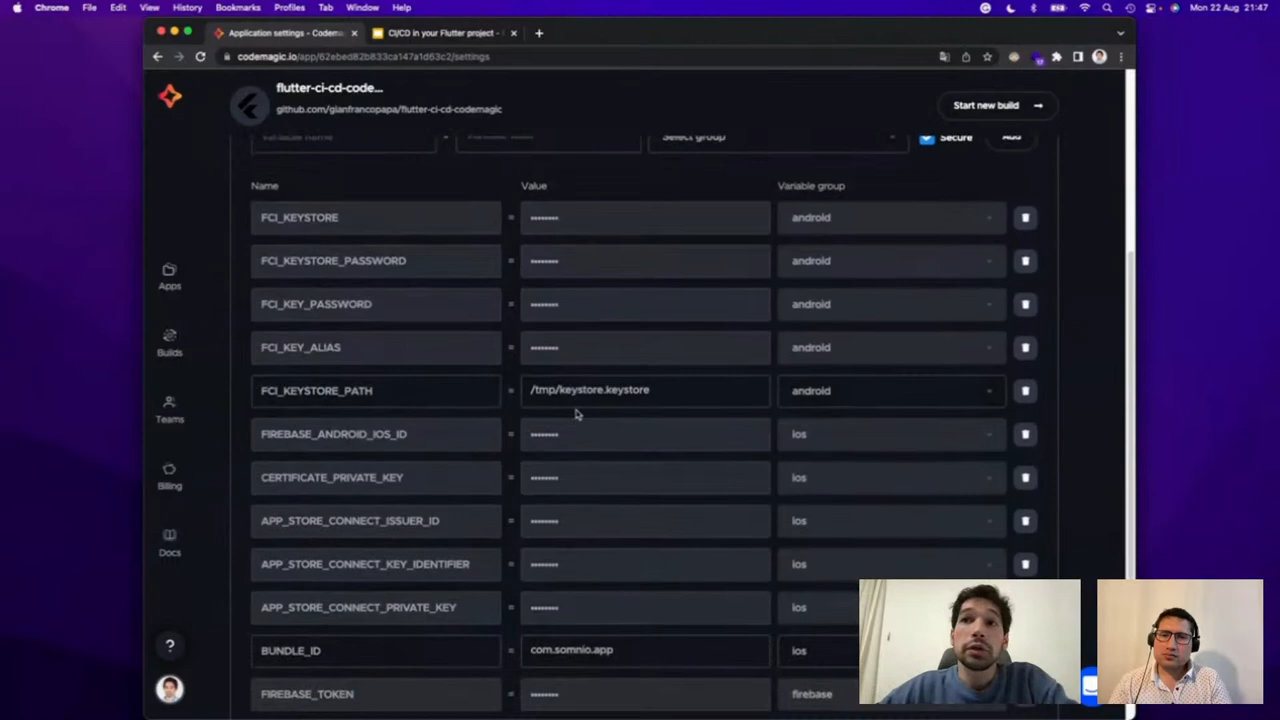 Chrome File Edit View History Bookmarks Profiles Tab Window Help Mon 22 Aug 21:47
Application settings - Codema CI/CD in your Flutter project -
codemagic.io/app/62ebed82b833ca147a1d63c2/settings
flutter-ci-cd-code...
github.com/gianfrancopapa/flutter-ci-cd-codemagic
Start new build
Variable name Select group Secure Add
Name Value Variable group
FCI_KEYSTORE = •••••••• android
FCI_KEYSTORE_PASSWORD = •••••••• android
Apps
FCI_KEY_PASSWORD = •••••••• android
Builds
FCI_KEY_ALIAS = •••••••• android
FCI_KEYSTORE_PATH = /tmp/keystore.keystore android
Teams
FIREBASE_ANDROID_IOS_ID = •••••••• ios
CERTIFICATE_PRIVATE_KEY = •••••••• ios
Billing
APP_STORE_CONNECT_ISSUER_ID = •••••••• ios
Docs
APP_STORE_CONNECT_KEY_IDENTIFIER = •••••••• ios
APP_STORE_CONNECT_PRIVATE_KEY = •••••••• ios
BUNDLE_ID = com.somnio.app ios
FIREBASE_TOKEN = •••••••• firebase